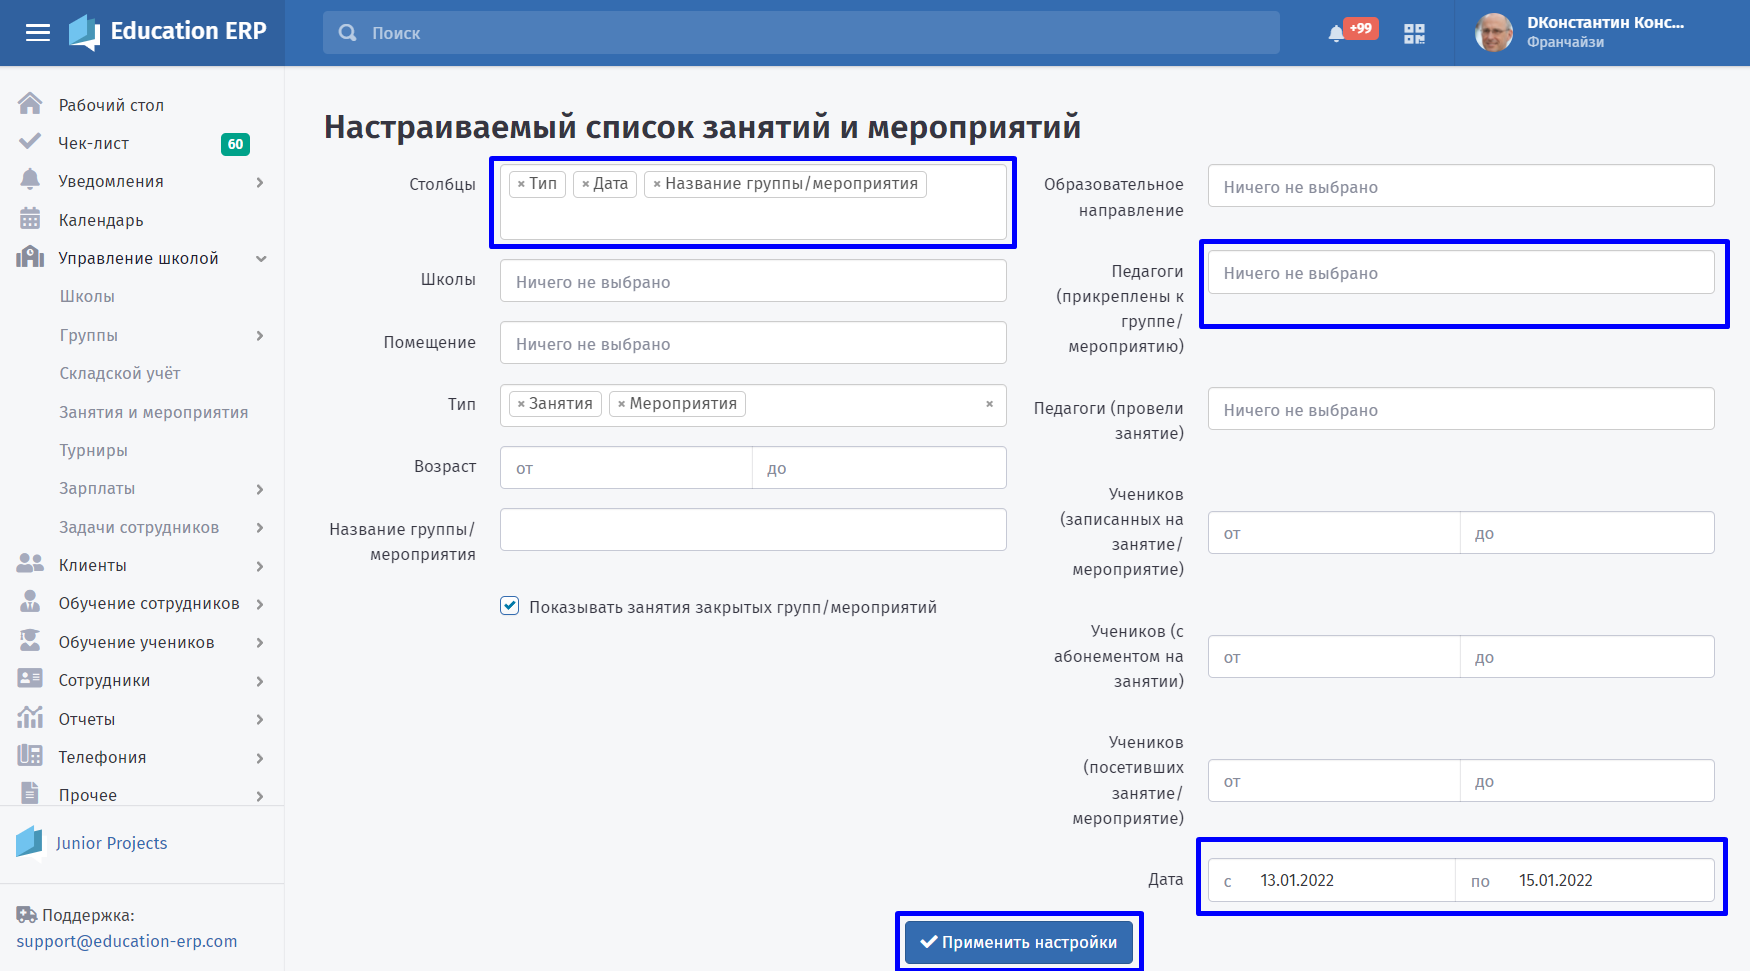 Education ERP
Поиск
+99
DКонстантин Конс...
Франчайзи
Рабочий стол
Чек-лист
60
Уведомления
Календарь
Управление школой
Школы
Группы
Складской учёт
Занятия и мероприятия
Турниры
Зарплаты
Задачи сотрудников
Клиенты
Обучение сотрудников
Обучение учеников
Сотрудники
Отчеты
Телефония
Прочее
Junior Projects
Поддержка:
support@education-erp.com
Настраиваемый список занятий и мероприятий
Столбцы
× Тип × Дата × Название группы/мероприятия
Школы
Ничего не выбрано
Помещение
Ничего не выбрано
Тип
× Занятия × Мероприятия ×
Возраст
от до
Название группы/
мероприятия
Показывать занятия закрытых групп/мероприятий
Образовательное
направление
Ничего не выбрано
Педагоги
(прикреплены к
группе/
мероприятию)
Ничего не выбрано
Педагоги (провели
занятие)
Ничего не выбрано
Учеников
(записанных на
занятие/
мероприятие)
от до
Учеников (с
абонементом на
занятии)
от до
Учеников
(посетивших
занятие/
мероприятие)
от до
Дата
с 13.01.2022 по 15.01.2022
Применить настройки